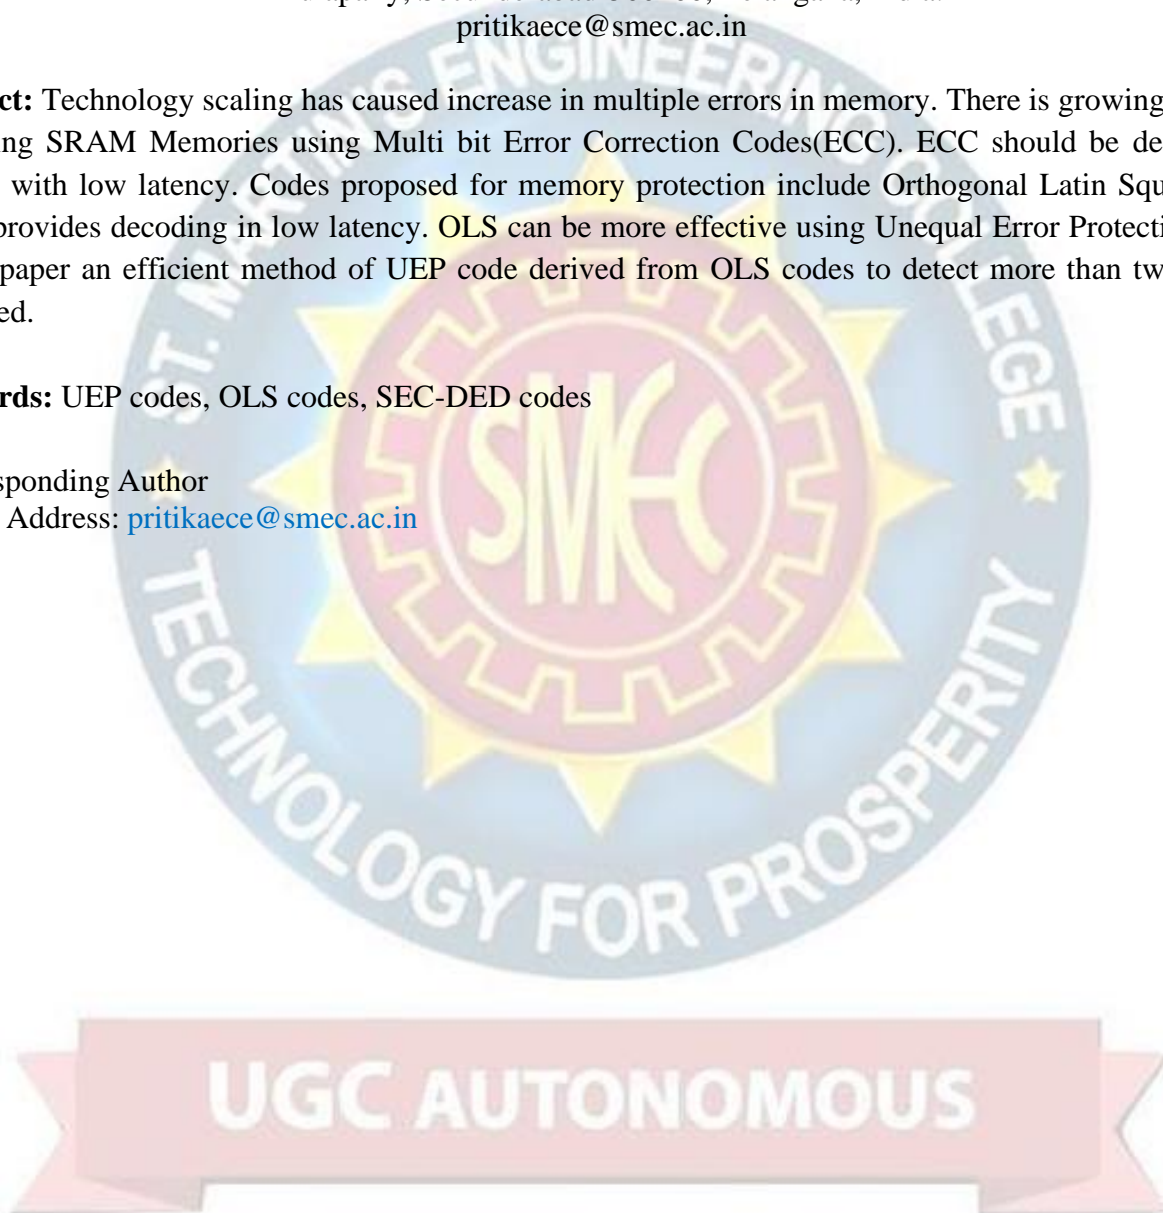 Secunderabad
pritikaece@smec.ac.in
ct: Technology scaling has caused increase in multiple errors in memory. There is growing
ng SRAM Memories using Multi bit Error Correction Codes(ECC). ECC should be de
with low latency. Codes proposed for memory protection include Orthogonal Latin Squ
provides decoding in low latency. OLS can be more effective using Unequal Error Protecti
paper an efficient method of UEP code derived from OLS codes to detect more than tw
ed.
rds: UEP codes, OLS codes, SEC-DED codes
sponding Author
Address: pritikaece@smec.ac.in
ST. MARTIN'S ENGINEERING COLLEGE
SMEC
TECHNOLOGY FOR PROSPERITY
UGC AUTONOMOUS